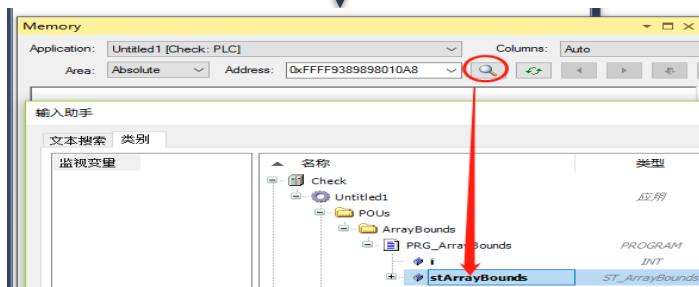 Memory
Application: Untitled1 [Check: PLC] Columns: Auto
Area: Absolute Address: 0xFFFF9389898010A8
输入助手
文本搜索 类别
监视变量 名称 类型
Check
Untitled1 应用
POUs
ArrayBounds
PRG_ArrayBounds PROGRAM
i INT
stArrayBounds ST_ArrayBounds